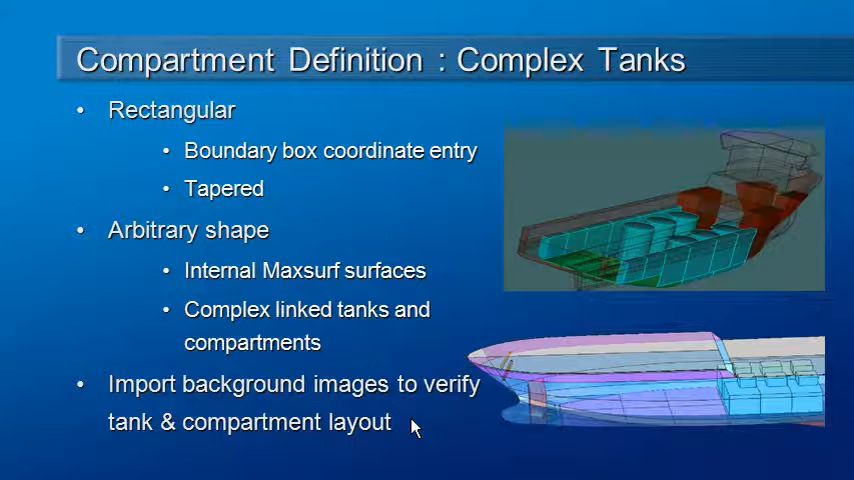 Compartment Definition : Complex Tanks
• Rectangular
• Boundary box coordinate entry
• Tapered
• Arbitrary shape
• Internal Maxsurf surfaces
• Complex linked tanks and
compartments
• Import background images to verify
tank & compartment layout